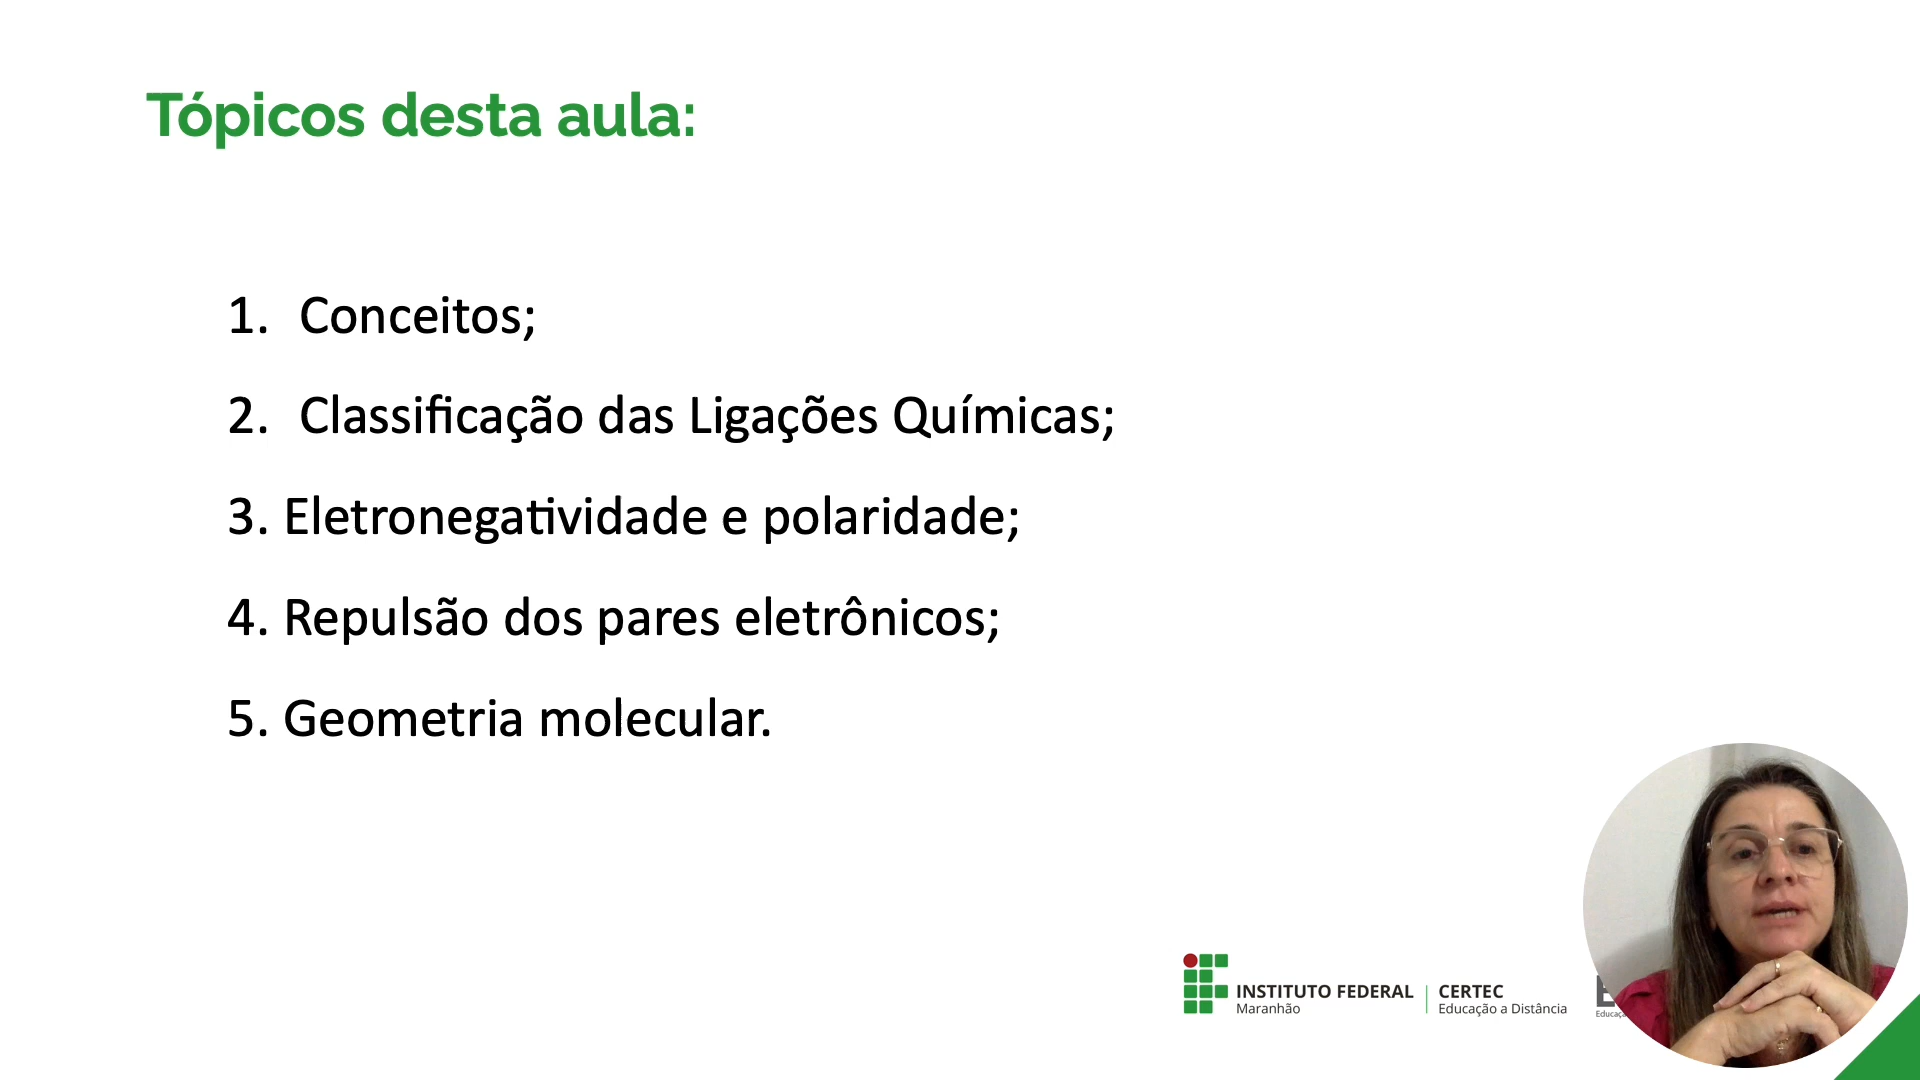 Tópicos desta aula:
1. Conceitos;
2. Classificação das Ligações Químicas;
3. Eletronegatividade e polaridade;
4. Repulsão dos pares eletrônicos;
5. Geometria molecular.
INSTITUTO FEDERAL
Maranhão
CERTEC
Educação a Distância